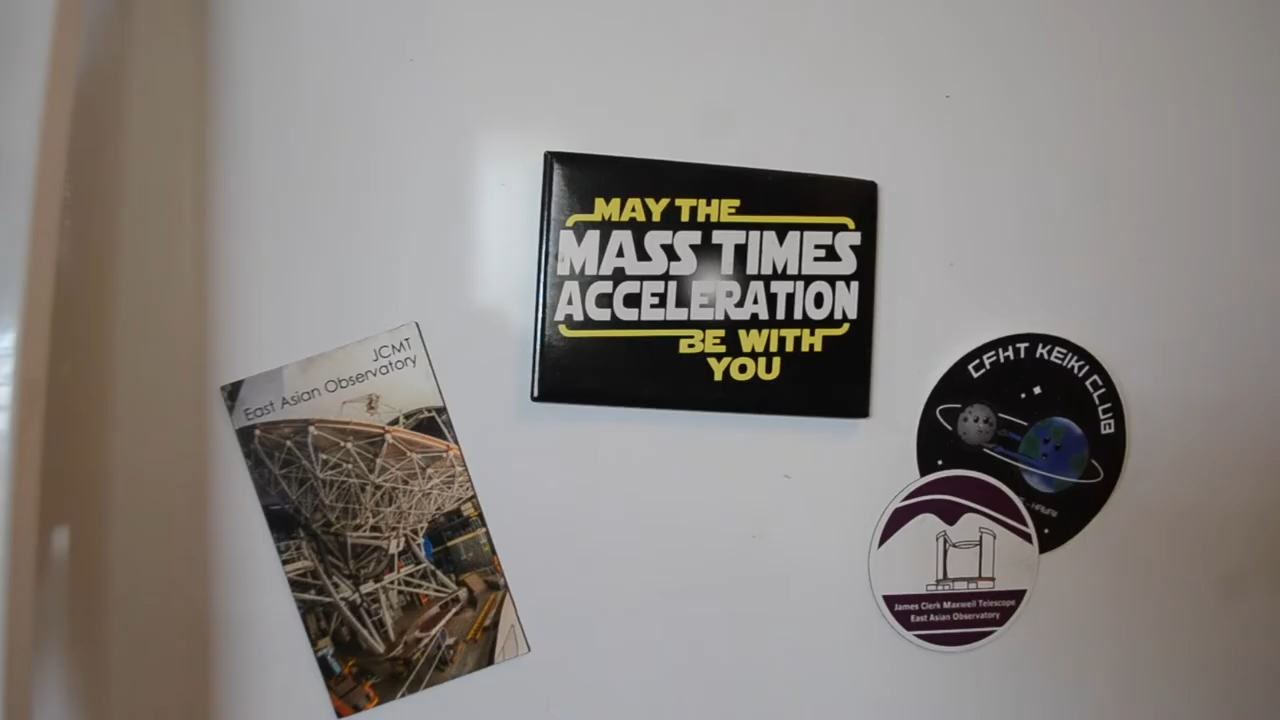 MAY THE
MASS TIMES
ACCELERATION
BE WITH
YOU
JCMT
East Asian Observatory
CFHT KEIKI CLUB
James Clerk Maxwell Telescope
East Asian Observatory